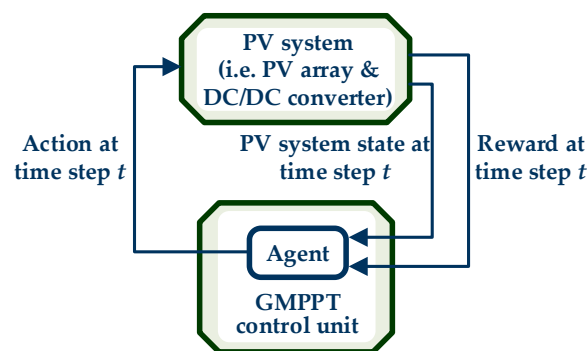 PV system
(i.e. PV array &
DC/DC converter)
Action at
time step t
PV system state at
time step t
Reward at
time step t
Agent
GMPPT
control unit